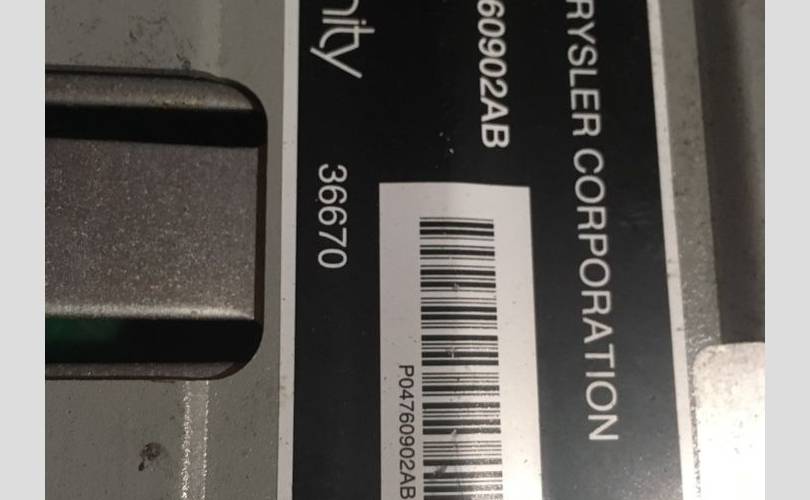 RYSLER CORPORATION
60902AB
P04760902AB
nity 36670